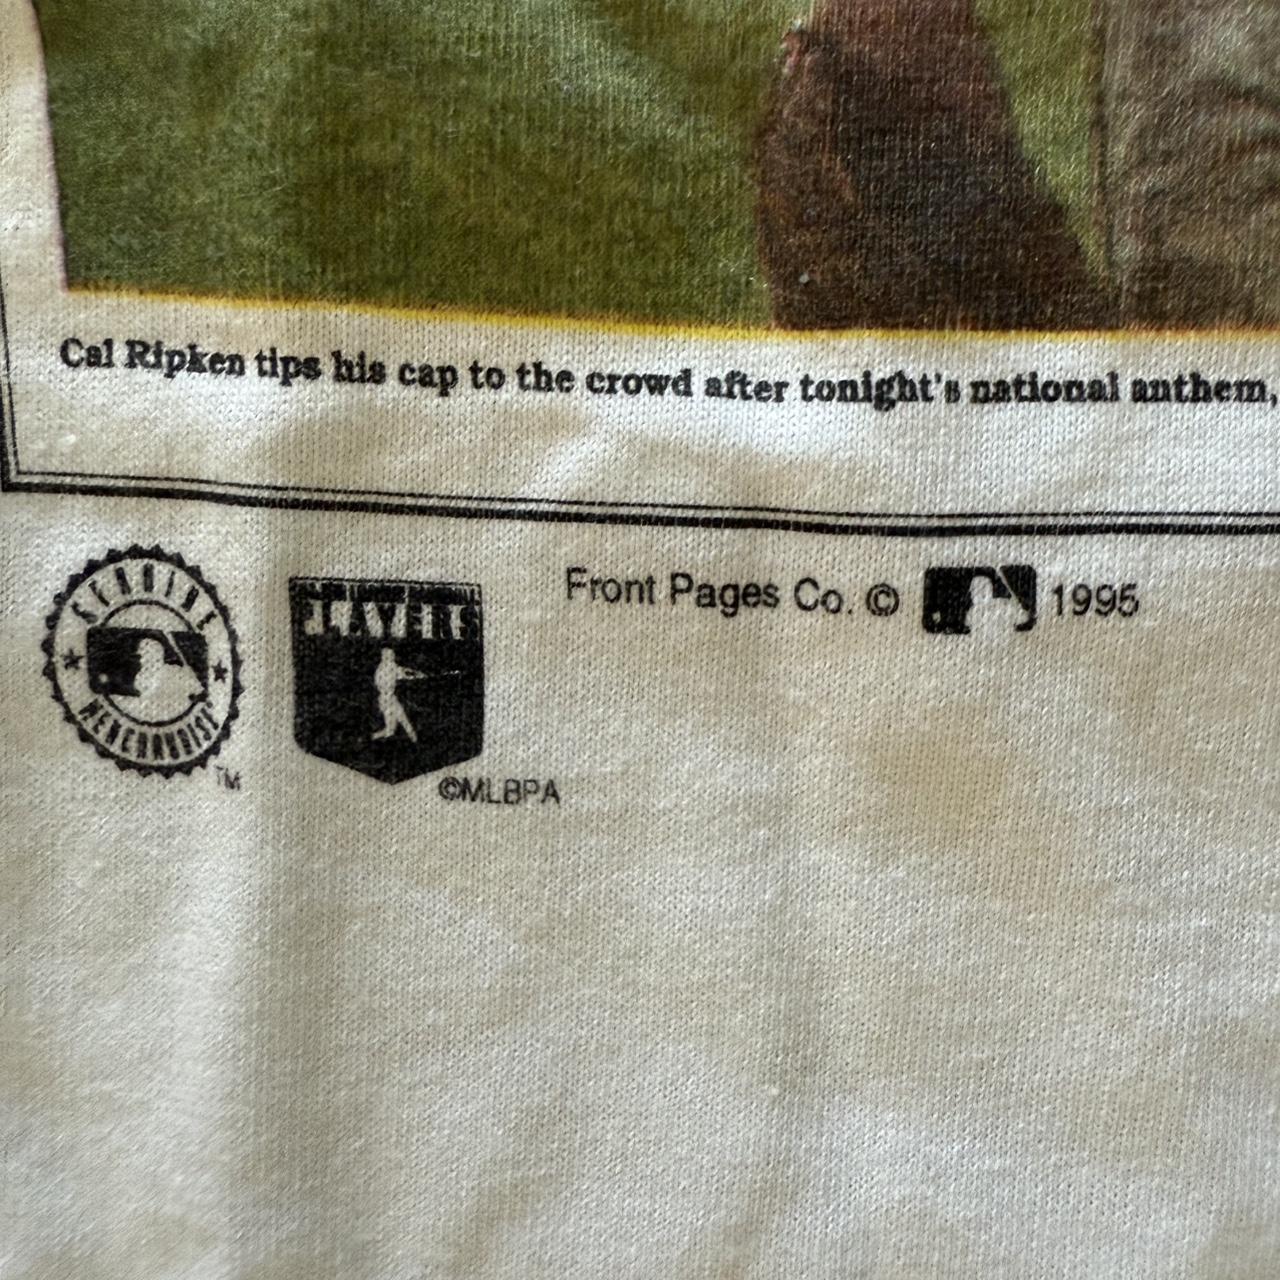 Cal Ripken tips his cap to the crowd after tonight's national anthem,
GENUINE
MERCHANDISE
TM
PLAYERS
©MLBPA
Front Pages Co. © 1995